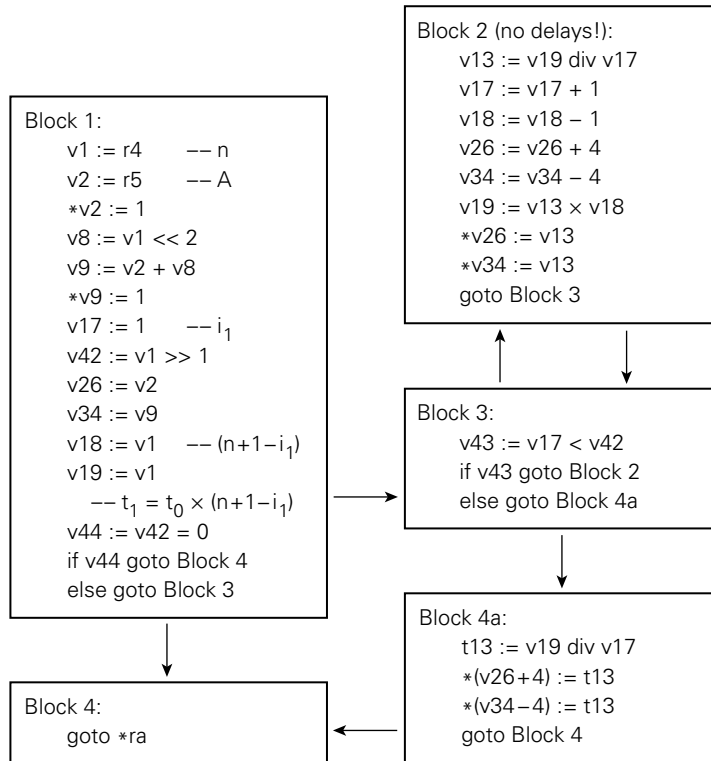 Block 1:
v1 := r4 −− n
v2 := r5 −− A
*v2 := 1
v8 := v1 << 2
v9 := v2 + v8
*v9 := 1
v17 := 1 −− i₁
v42 := v1 >> 1
v26 := v2
v34 := v9
v18 := v1 −− (n+1−i₁)
v19 := v1
−− t₁ = t₀ × (n+1−i₁)
v44 := v42 = 0
if v44 goto Block 4
else goto Block 3
Block 2 (no delays!):
v13 := v19 div v17
v17 := v17 + 1
v18 := v18 − 1
v26 := v26 + 4
v34 := v34 − 4
v19 := v13 × v18
*v26 := v13
*v34 := v13
goto Block 3
Block 3:
v43 := v17 < v42
if v43 goto Block 2
else goto Block 4a
Block 4a:
t13 := v19 div v17
*(v26+4) := t13
*(v34−4) := t13
goto Block 4
Block 4:
goto *ra